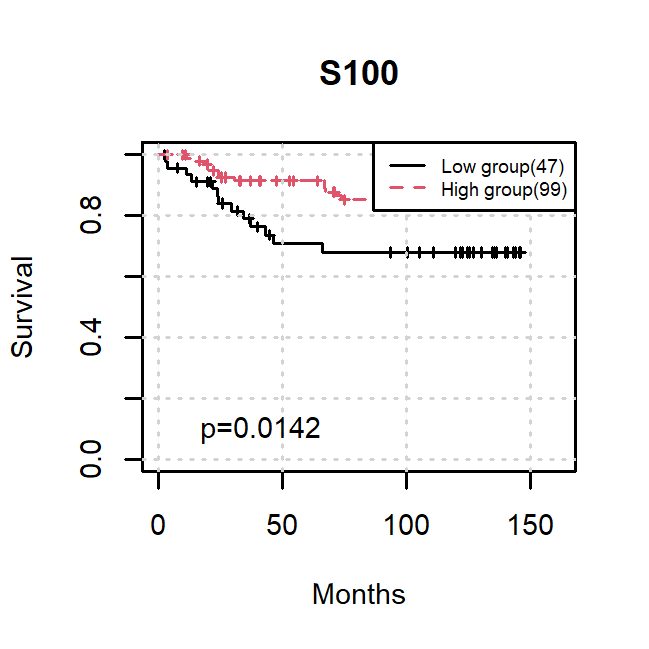 S100
Low group(47)
High group(99)
Survival
0.8
0.4
0.0
p=0.0142
0 50 100 150
Months